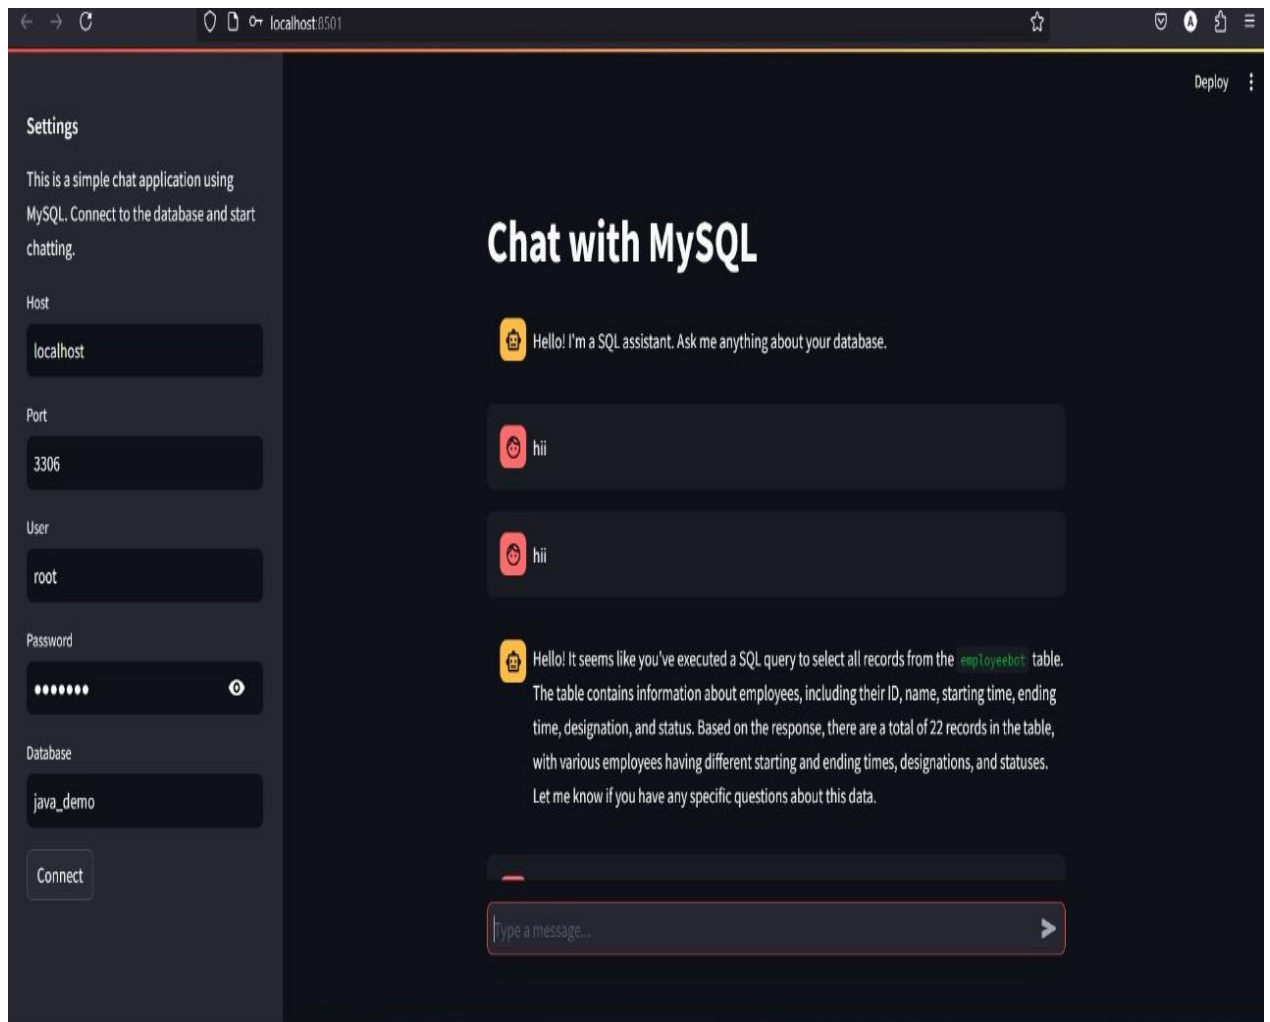 localhost:8501
Deploy
Settings
This is a simple chat application using
MySQL. Connect to the database and start
chatting.
Host
localhost
Port
3306
User
root
Password
•••••••
Database
java_demo
Connect
Chat with MySQL
Hello! I'm a SQL assistant. Ask me anything about your database.
hii
hii
Hello! It seems like you've executed a SQL query to select all records from the employeebot table.
The table contains information about employees, including their ID, name, starting time, ending
time, designation, and status. Based on the response, there are a total of 22 records in the table,
with various employees having different starting and ending times, designations, and statuses.
Let me know if you have any specific questions about this data.
Type a message...